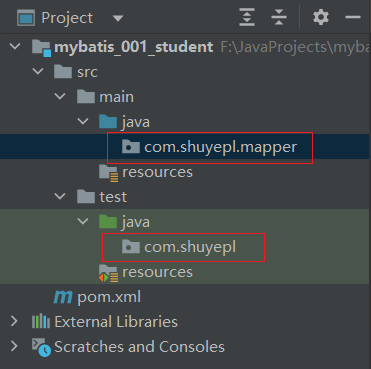 Project
mybatis_001_student F:\JavaProjects\myba
src
main
java
com.shuyepl.mapper
resources
test
java
com.shuyepl
resources
pom.xml
External Libraries
Scratches and Consoles